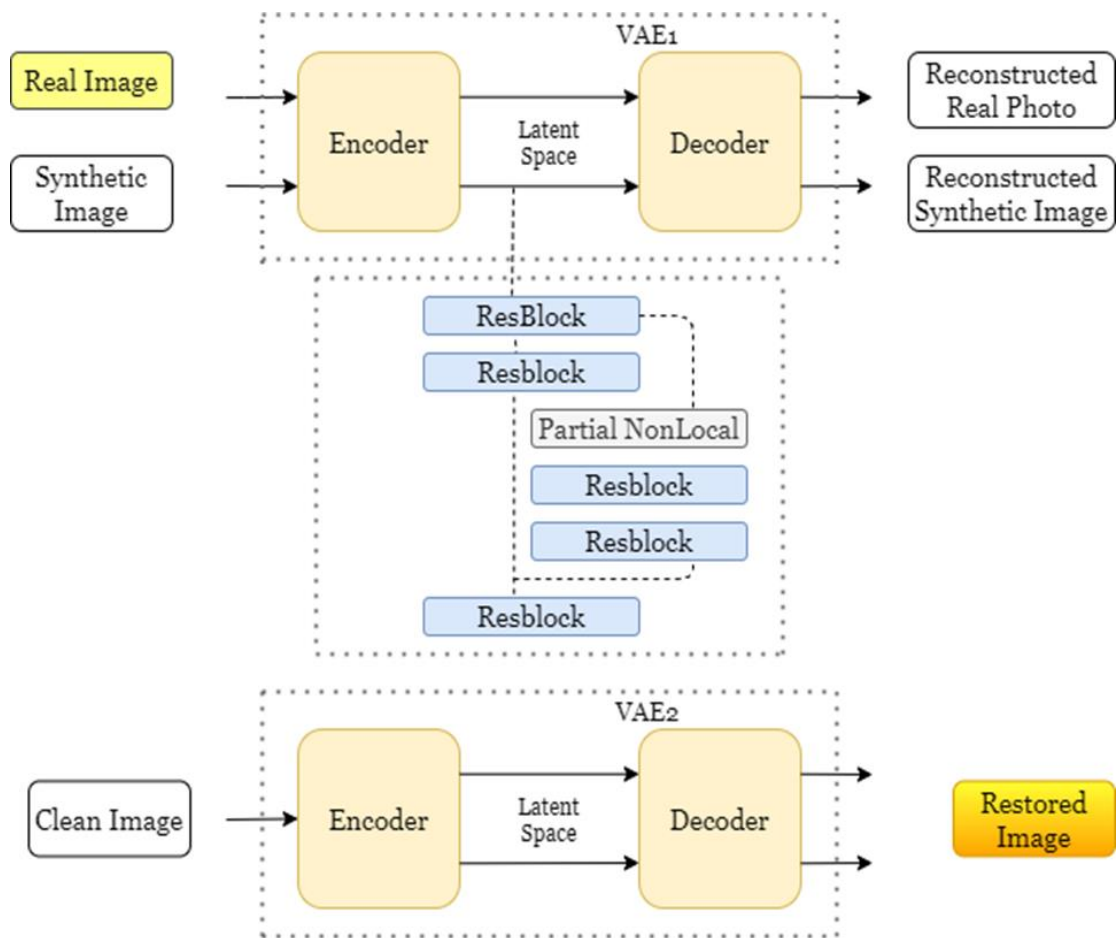 VAE1
Real Image
Encoder
Latent
Space
Decoder
Reconstructed
Real Photo
Synthetic
Image
Reconstructed
Synthetic Image
ResBlock
Resblock
Partial NonLocal
Resblock
Resblock
Resblock
VAE2
Clean Image
Encoder
Latent
Space
Decoder
Restored
Image